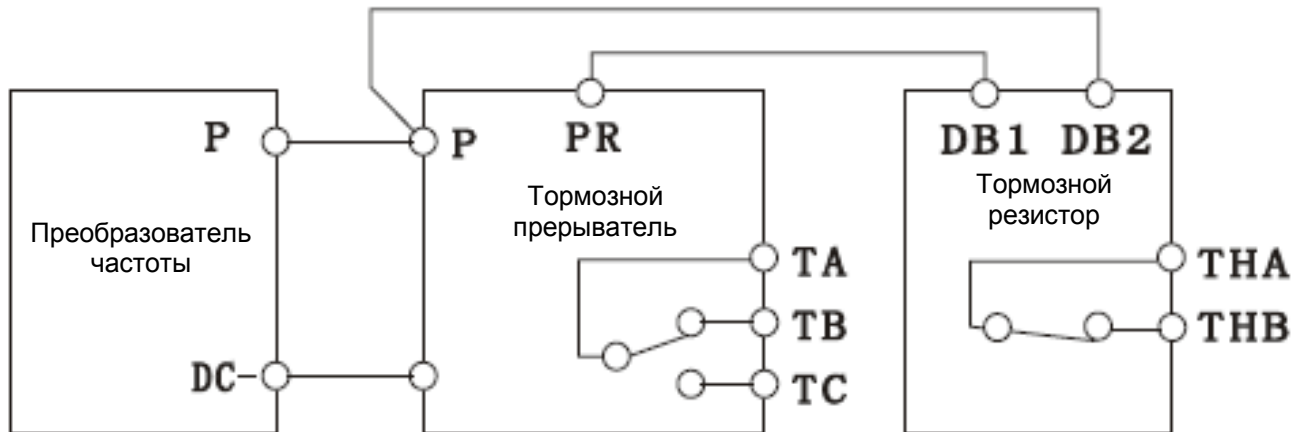 P
P
PR
DB1 DB2
Преобразователь
частоты
Тормозной
прерыватель
Тормозной
резистор
TA
TB
TC
THA
THB
DC-